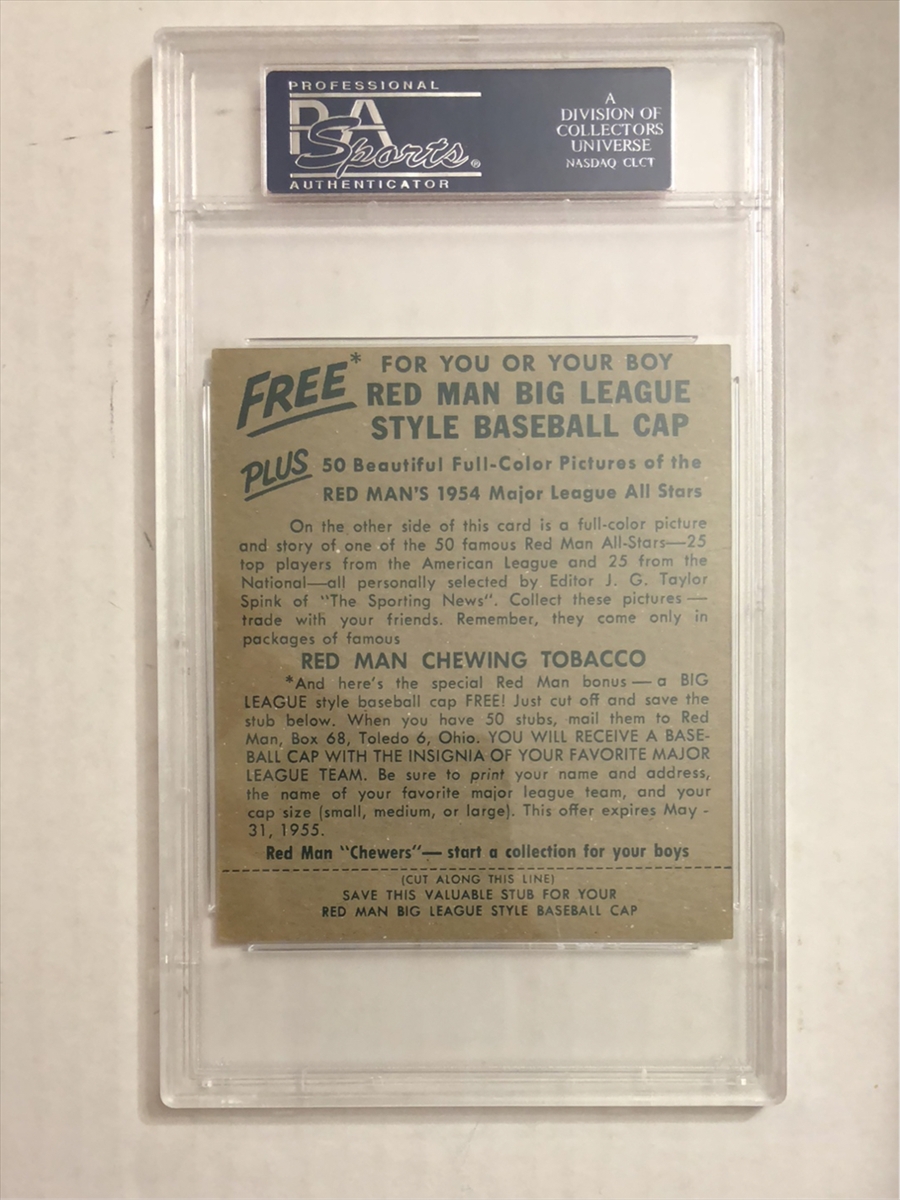 PROFESSIONAL
PSA
Sports®
AUTHENTICATOR
A
DIVISION OF
COLLECTORS
UNIVERSE
NASDAQ CLCT
FREE* FOR YOU OR YOUR BOY
RED MAN BIG LEAGUE
STYLE BASEBALL CAP
PLUS 50 Beautiful Full-Color Pictures of the
RED MAN'S 1954 Major League All Stars
On the other side of this card is a full-color picture
and story of one of the 50 famous Red Man All-Stars—25
top players from the American League and 25 from the
National—all personally selected by Editor J. G. Taylor
Spink of "The Sporting News". Collect these pictures —
trade with your friends. Remember, they come only in
packages of famous
RED MAN CHEWING TOBACCO
*And here's the special Red Man bonus — a BIG
LEAGUE style baseball cap FREE! Just cut off and save the
stub below. When you have 50 stubs, mail them to Red
Man, Box 68, Toledo 6, Ohio. YOU WILL RECEIVE A BASE-
BALL CAP WITH THE INSIGNIA OF YOUR FAVORITE MAJOR
LEAGUE TEAM. Be sure to print your name and address,
the name of your favorite major league team, and your
cap size (small, medium, or large). This offer expires May -
31, 1955.
Red Man "Chewers"— start a collection for your boys
(CUT ALONG THIS LINE)
SAVE THIS VALUABLE STUB FOR YOUR
RED MAN BIG LEAGUE STYLE BASEBALL CAP